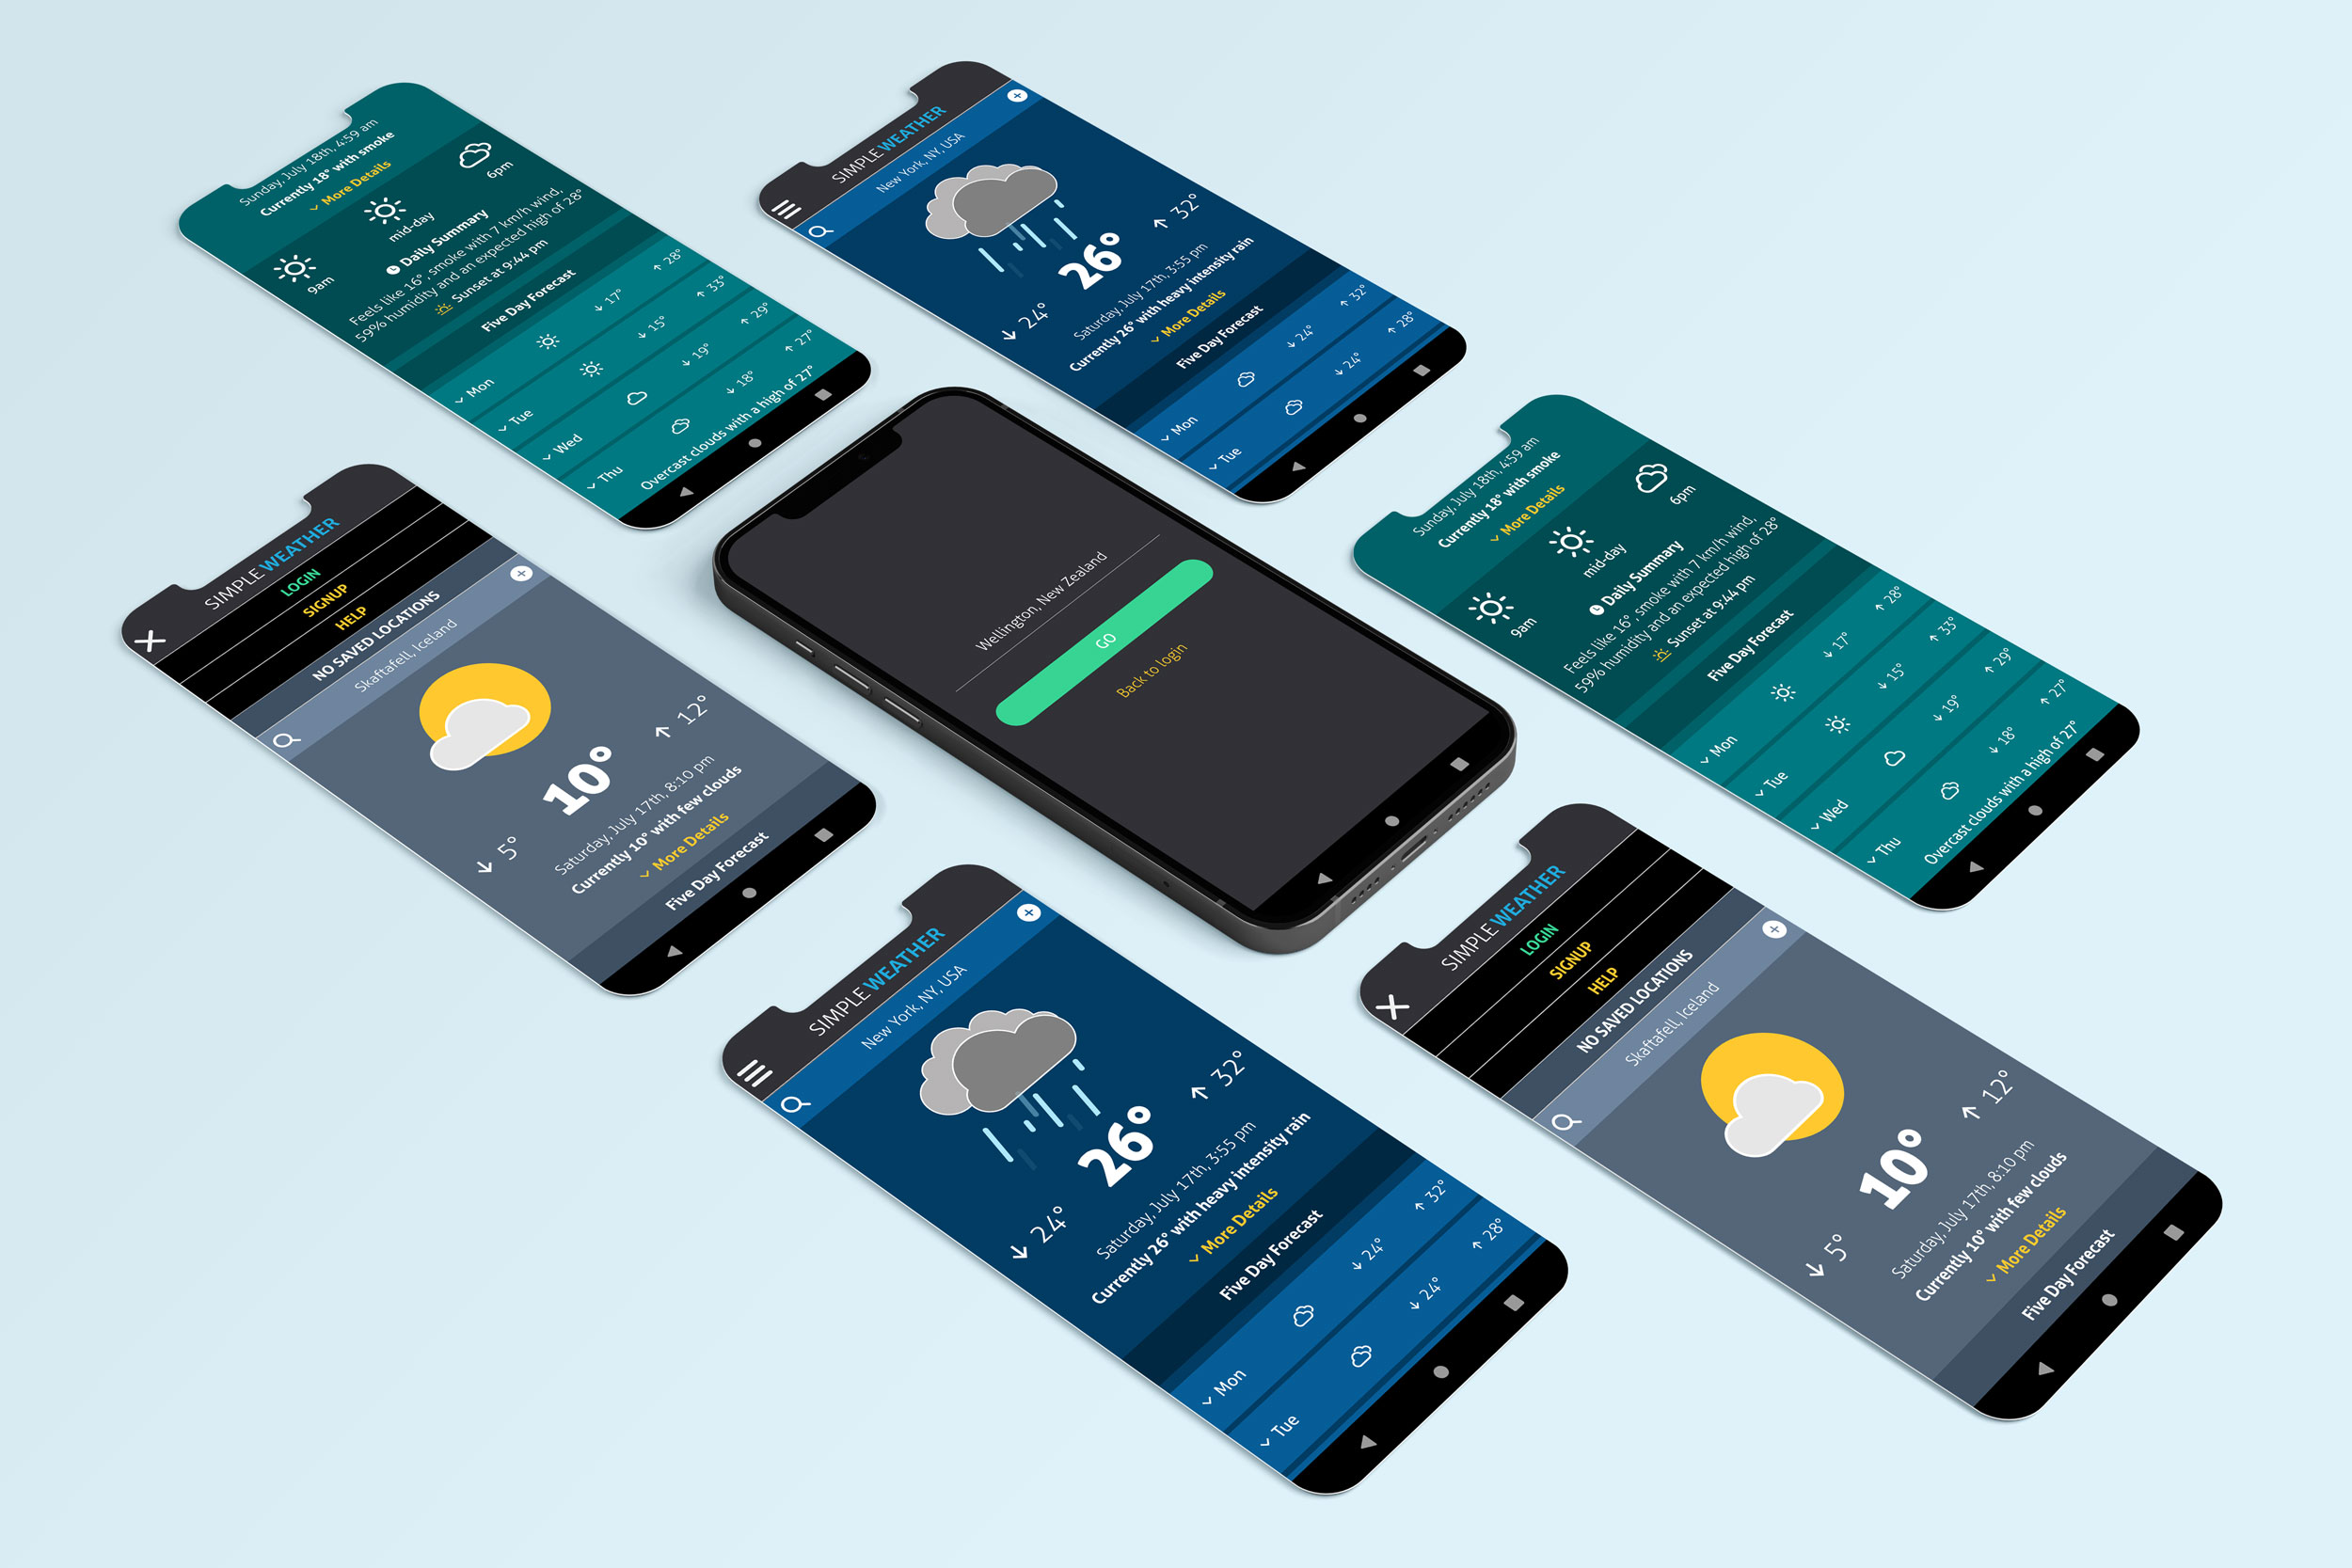 Sunday, July 18th, 4:59 am
Currently 18° with smoke
More Details
9am
mid-day
6pm
Daily Summary
Feels like 16°, smoke with 7 km/h wind,
59% humidity and an expected high of 28°
Sunset at 9:44 pm
Five Day Forecast
Mon 17° 28°
Tue 15° 33°
Wed 19° 29°
Thu 18° 27°
Overcast clouds with a high of 27°
SIMPLE WEATHER
New York, NY, USA
24° 26° 32°
Saturday, July 17th, 3:55 pm
Currently 26° with heavy intensity rain
More Details
Five Day Forecast
Mon 24° 32°
Tue 24° 28°
SIMPLE WEATHER
LOGIN
SIGNUP
HELP
NO SAVED LOCATIONS
Skaftafell, Iceland
5° 10° 12°
Saturday, July 17th, 8:10 pm
Currently 10° with few clouds
More Details
Five Day Forecast
Wellington, New Zealand
GO
Back to login
Sunday, July 18th, 4:59 am
Currently 18° with smoke
More Details
9am
mid-day
6pm
Daily Summary
Feels like 16°, smoke with 7 km/h wind,
59% humidity and an expected high of 28°
Sunset at 9:44 pm
Five Day Forecast
Mon 17° 28°
Tue 15° 33°
Wed 19° 29°
Thu 18° 27°
Overcast clouds with a high of 27°
SIMPLE WEATHER
New York, NY, USA
24° 26° 32°
Saturday, July 17th, 3:55 pm
Currently 26° with heavy intensity rain
More Details
Five Day Forecast
Mon 24° 32°
Tue 24° 28°
SIMPLE WEATHER
LOGIN
SIGNUP
HELP
NO SAVED LOCATIONS
Skaftafell, Iceland
5° 10° 12°
Saturday, July 17th, 8:10 pm
Currently 10° with few clouds
More Details
Five Day Forecast